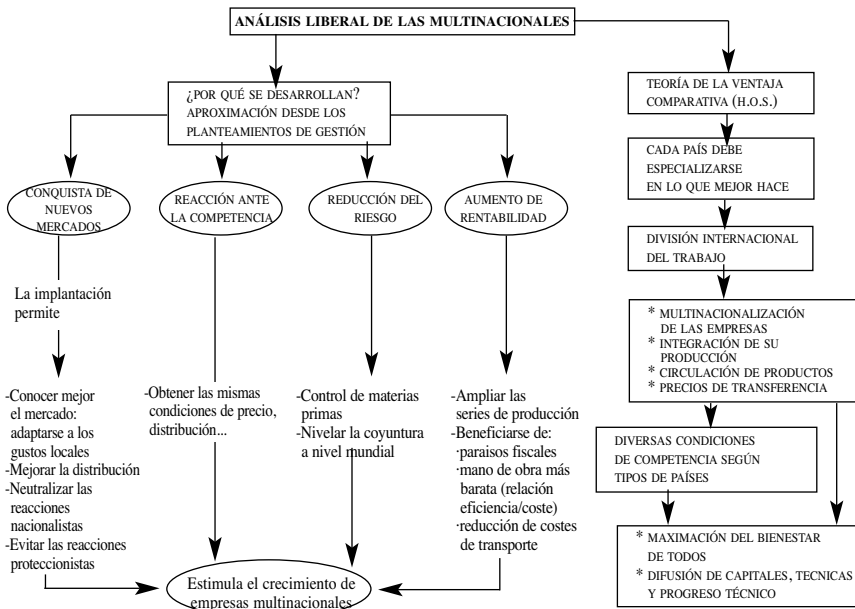 ANÁLISIS LIBERAL DE LAS MULTINACIONALES
¿POR QUÉ SE DESARROLLAN?
APROXIMACIÓN DESDE LOS
PLANTEAMIENTOS DE GESTIÓN
CONQUISTA DE
NUEVOS
MERCADOS
REACCIÓN ANTE
LA COMPETENCIA
REDUCCIÓN DEL
RIESGO
AUMENTO DE
RENTABILIDAD
La implantación
permite
-Conocer mejor
el mercado:
adaptarse a los
gustos locales
-Mejorar la distribución
-Neutralizar las
reacciones
nacionalistas
-Evitar las reacciones
proteccionistas
-Obtener las mismas
condiciones de precio,
distribución...
-Control de materias
primas
-Nivelar la coyuntura
a nivel mundial
-Ampliar las
series de producción
-Beneficiarse de:
·paraisos fiscales
·mano de obra más
barata (relación
eficiencia/coste)
·reducción de costes
de transporte
Estimula el crecimiento de
empresas multinacionales
TEORÍA DE LA VENTAJA
COMPARATIVA (H.O.S.)
CADA PAÍS DEBE
ESPECIALIZARSE
EN LO QUE MEJOR HACE
DIVISIÓN INTERNACIONAL
DEL TRABAJO
* MULTINACIONALIZACIÓN
DE LAS EMPRESAS
* INTEGRACIÓN DE SU
PRODUCCIÓN
* CIRCULACIÓN DE PRODUCTOS
* PRECIOS DE TRANSFERENCIA
DIVERSAS CONDICIONES
DE COMPETENCIA SEGÚN
TIPOS DE PAÍSES
* MAXIMACIÓN DEL BIENESTAR
DE TODOS
* DIFUSIÓN DE CAPITALES, TECNICAS
Y PROGRESO TÉCNICO